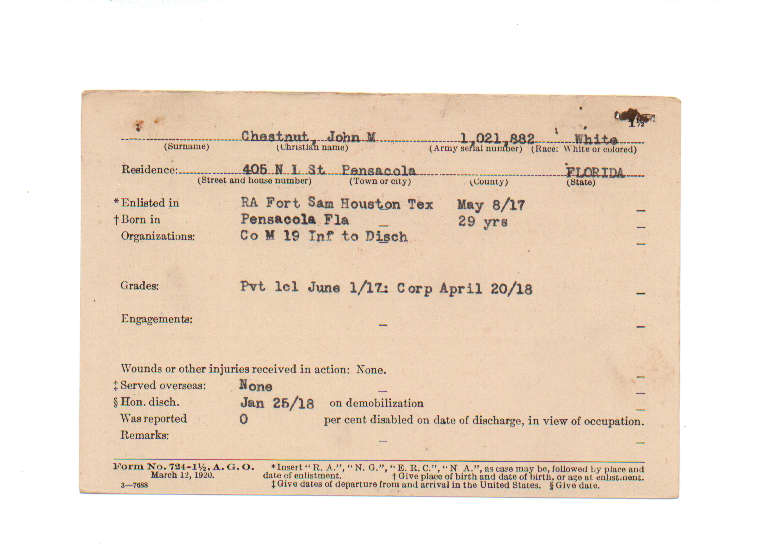 1½
Chestnut, John M 1,021,882 White
(Surname) (Christian name) (Army serial number) (Race: White or colored)
Residence: 405 N L St Pensacola FLORIDA
(Street and house number) (Town or city) (County) (State)
*Enlisted in RA Fort Sam Houston Tex May 8/17
†Born in Pensacola Fla 29 yrs
Organizations: Co M 19 Inf to Disch
Grades: Pvt 1cl June 1/17: Corp April 20/18
Engagements:
Wounds or other injuries received in action: None.
‡Served overseas: None
§Hon. disch. Jan 25/18 on demobilization
Was reported 0 per cent disabled on date of discharge, in view of occupation.
Remarks:
Form No. 724-1½, A. G. O. *Insert "R. A.", "N. G.", "E. R. C.", "N. A.", as case may be, followed by place and
March 12, 1920. date of enlistment. †Give place of birth and date of birth, or age at enlistment.
3—7688 ‡Give dates of departure from and arrival in the United States. §Give date.